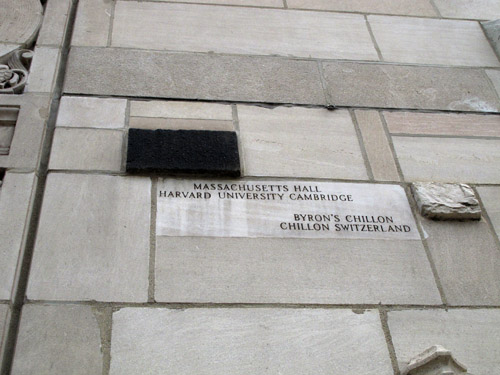 MASSACHUSETTS HALL
HARVARD UNIVERSITY CAMBRIDGE
BYRON'S CHILLON
CHILLON SWITZERLAND